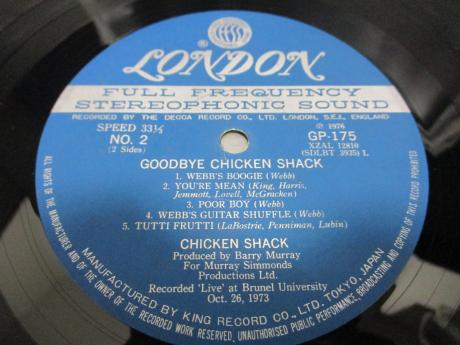 LONDON
FULL FREQUENCY
STEREOPHONIC SOUND
RECORDED BY THE DECCA RECORD CO., LTD. LONDON, S.E.I., ENGLAND
SPEED 33⅓
NO. 2
(2 Sides)
Ⓟ 1976
GP-175
XZAL 12810
(SDLBT 3935) L
GOODBYE CHICKEN SHACK
1. WEBB'S BOOGIE (Webb)
2. YOU'RE MEAN (King, Harris,
Jemmott, Lovell, McGracken)
3. POOR BOY (Webb)
4. WEBB'S GUITAR SHUFFLE (Webb)
5. TUTTI FRUTTI (LaBostrie, Penniman, Lubin)
CHICKEN SHACK
Produced by Barry Murray
For Murray Simmonds
Productions Ltd.
Recorded 'Live' at Brunel University
Oct. 26, 1973
MANUFACTURED BY KING RECORD CO., LTD. TOKYO, JAPAN
ALL RIGHTS OF THE MANUFACTURER AND OF THE OWNER OF THE RECORDED WORK RESERVED, UNAUTHORISED PUBLIC PERFORMANCE, BROADCASTING AND COPYING OF THIS RECORD PROHIBITED